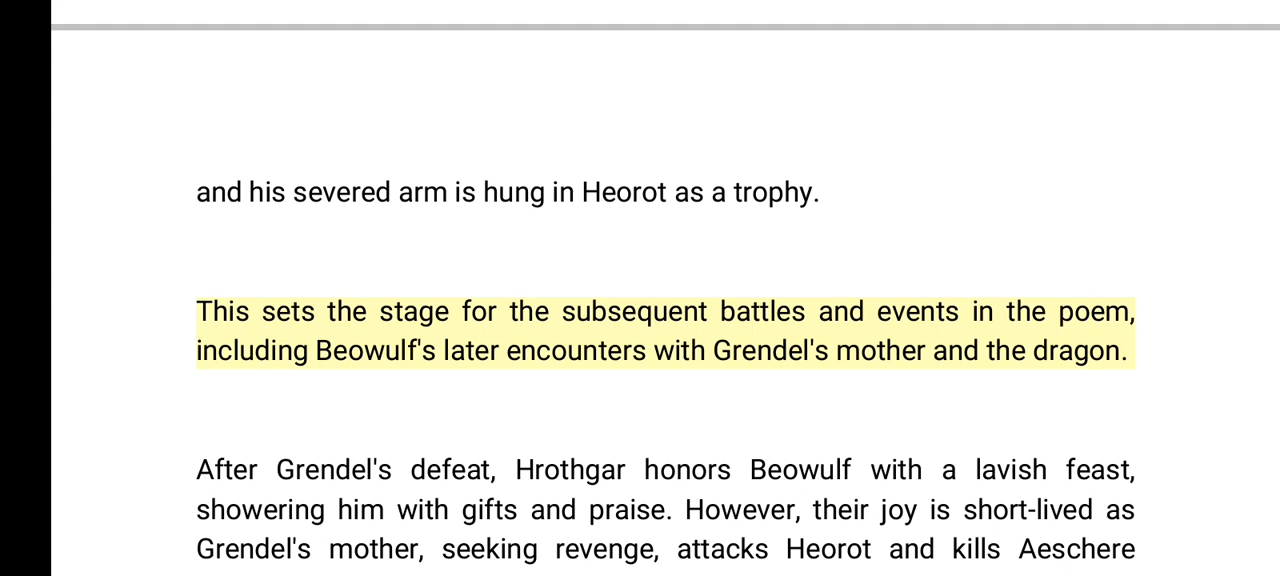 and his severed arm is hung in Heorot as a trophy.
This sets the stage for the subsequent battles and events in the poem,
including Beowulf's later encounters with Grendel's mother and the dragon.
After Grendel's defeat, Hrothgar honors Beowulf with a lavish feast,
showering him with gifts and praise. However, their joy is short-lived as
Grendel's mother, seeking revenge, attacks Heorot and kills Aeschere